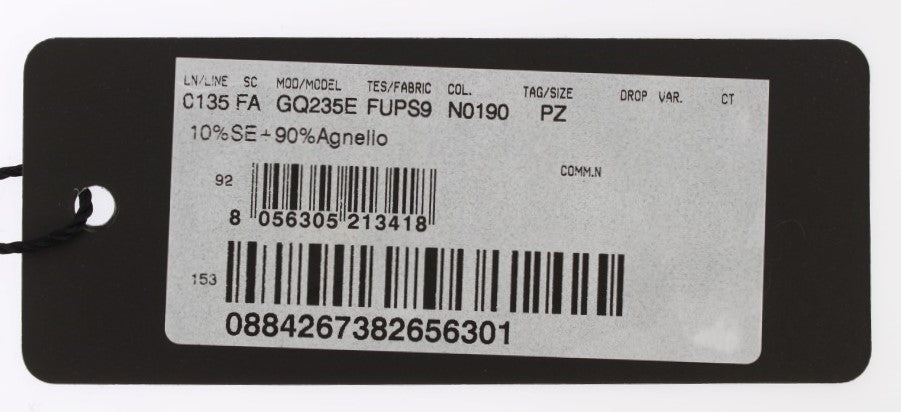 LN/LINE SC MOD/MODEL TES/FABRIC COL. TAG/SIZE DROP VAR. CT
C135 FA GQ235E FUPS9 N0190 PZ
10%SE+90%Agnello
COMM.N
92
8 056305 213418
153
0884267382656301